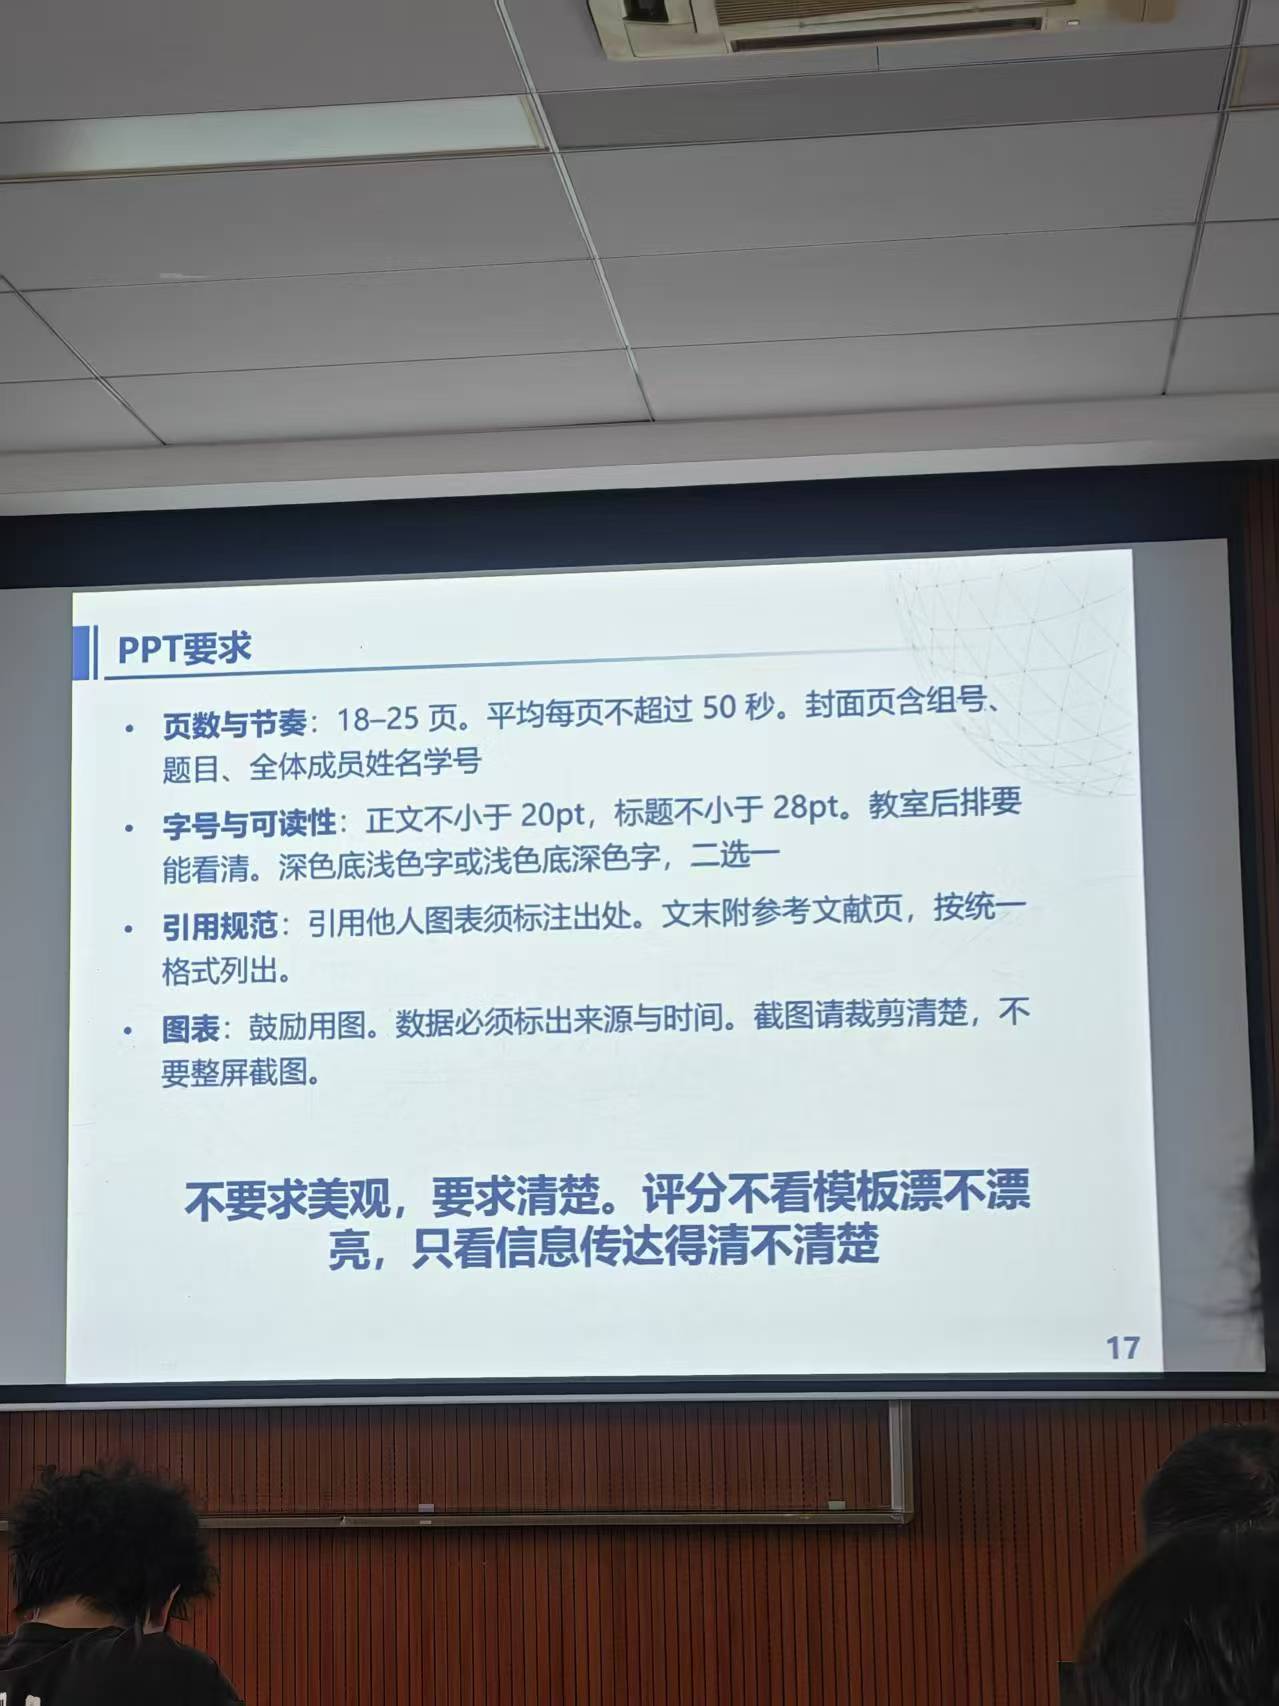 PPT要求
• 页数与节奏：18–25 页。平均每页不超过 50 秒。封面页含组号、
题目、全体成员姓名学号
• 字号与可读性：正文不小于 20pt，标题不小于 28pt。教室后排要
能看清。深色底浅色字或浅色底深色字，二选一
• 引用规范：引用他人图表须标注出处。文末附参考文献页，按统一
格式列出。
• 图表：鼓励用图。数据必须标出来源与时间。截图请裁剪清楚，不
要整屏截图。
不要求美观，要求清楚。评分不看模板漂不漂
亮，只看信息传达得清不清楚
17